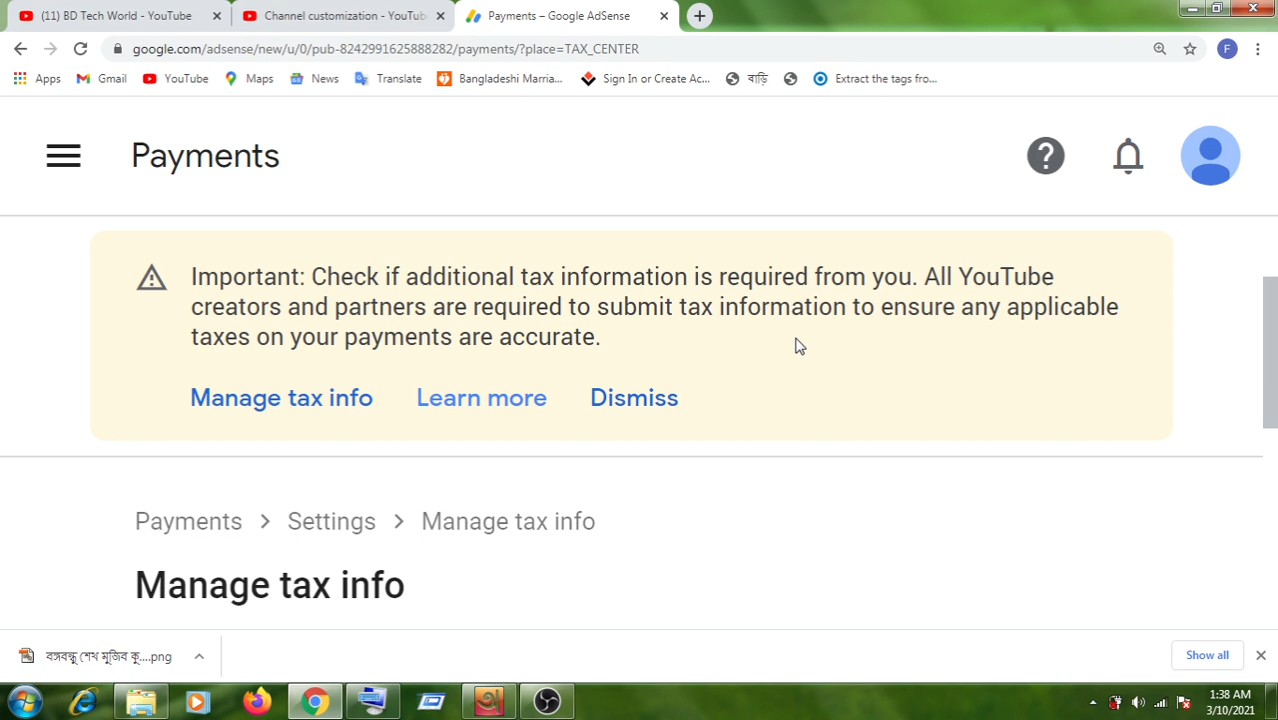 (11) BD Tech World - YouTube
Channel customization - YouTub
Payments – Google AdSense
google.com/adsense/new/u/0/pub-8242991625888282/payments/?place=TAX_CENTER
F
Apps Gmail YouTube Maps News Translate Bangladeshi Marria... Sign In or Create Ac... বাড়ি Extract the tags fro...
Payments
Important: Check if additional tax information is required from you. All YouTube
creators and partners are required to submit tax information to ensure any applicable
taxes on your payments are accurate.
Manage tax info Learn more Dismiss
Payments > Settings > Manage tax info
Manage tax info
বঙ্গবন্ধু শেখ মুজিব কৃ....png
Show all
1:38 AM
3/10/2021